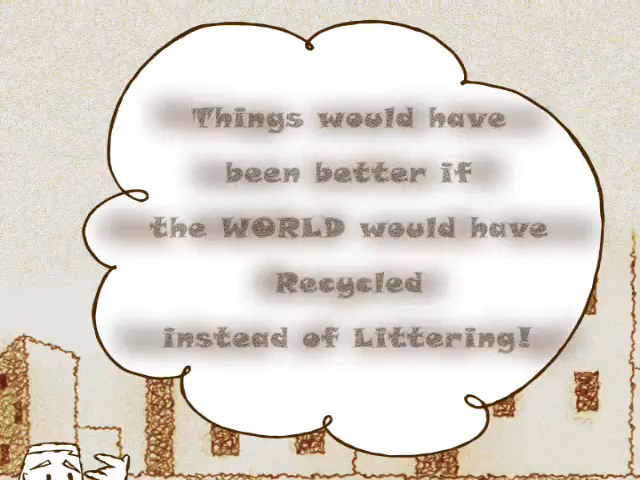 Things would have
been better if
the WORLD would have
Recycled
instead of Littering!